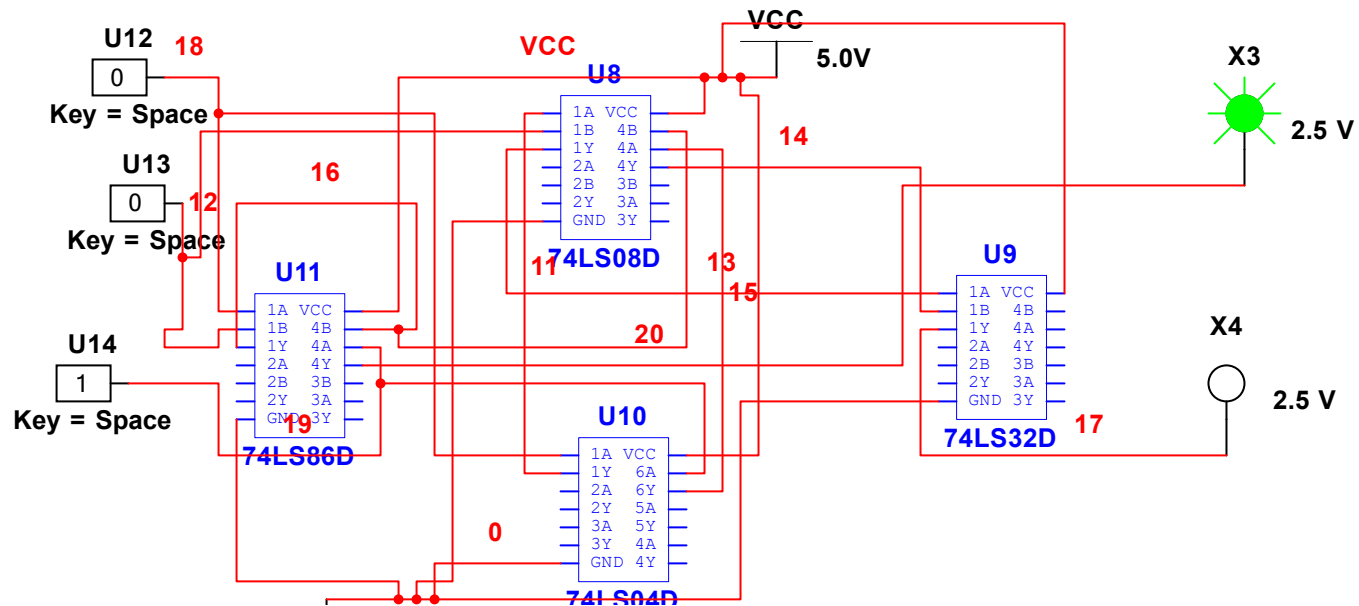 VCC
5.0V
U12
18
0
Key = Space
VCC
U8
1A VCC
1B 4B
1Y 4A
2A 4Y
2B 3B
2Y 3A
GND 3Y
74LS08D
14
X3
2.5 V
U13
0
12
Key = Space
16
11
13
15
U11
1A VCC
1B 4B
1Y 4A
2A 4Y
2B 3B
2Y 3A
GND 3Y
19
74LS86D
20
U9
1A VCC
1B 4B
1Y 4A
2A 4Y
2B 3B
2Y 3A
GND 3Y
74LS32D
17
X4
2.5 V
U14
1
Key = Space
U10
1A VCC
1Y 6A
2A 6Y
2Y 5A
3A 5Y
3Y 4A
GND 4Y
74LS04D
0